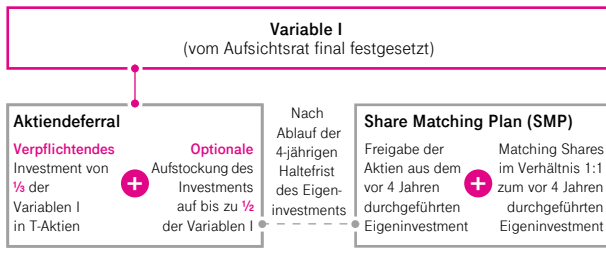 Variable I
(vom Aufsichtsrat final festgesetzt)
Aktiendeferral
Verpflichtendes
Investment von
⅓ der
Variablen I
in T-Aktien
+
Optionale
Aufstockung des
Investments
auf bis zu ½
der Variablen I
Nach
Ablauf der
4-jährigen
Haltefrist
des Eigen-
investments
Share Matching Plan (SMP)
Freigabe der
Aktien aus dem
vor 4 Jahren
durchgeführten
Eigeninvestment
+
Matching Shares
im Verhältnis 1:1
zum vor 4 Jahren
durchgeführten
Eigeninvestment